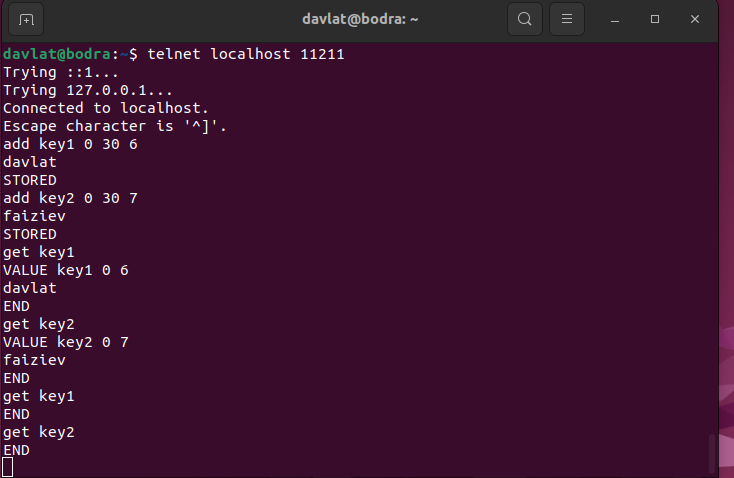 davlat@bodra: ~
davlat@bodra:~$ telnet localhost 11211
Trying ::1...
Trying 127.0.0.1...
Connected to localhost.
Escape character is '^]'.
add key1 0 30 6
davlat
STORED
add key2 0 30 7
faiziev
STORED
get key1
VALUE key1 0 6
davlat
END
get key2
VALUE key2 0 7
faiziev
END
get key1
END
get key2
END